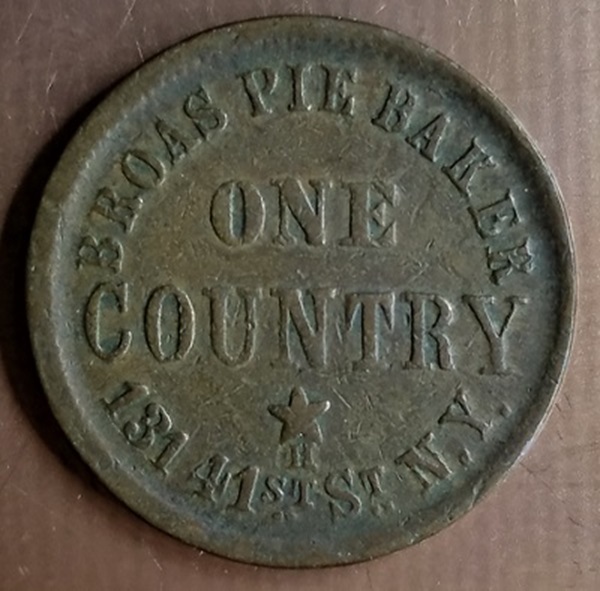 BROAS PIE BAKER
ONE
COUNTRY
H
131 41ST ST. N.Y.